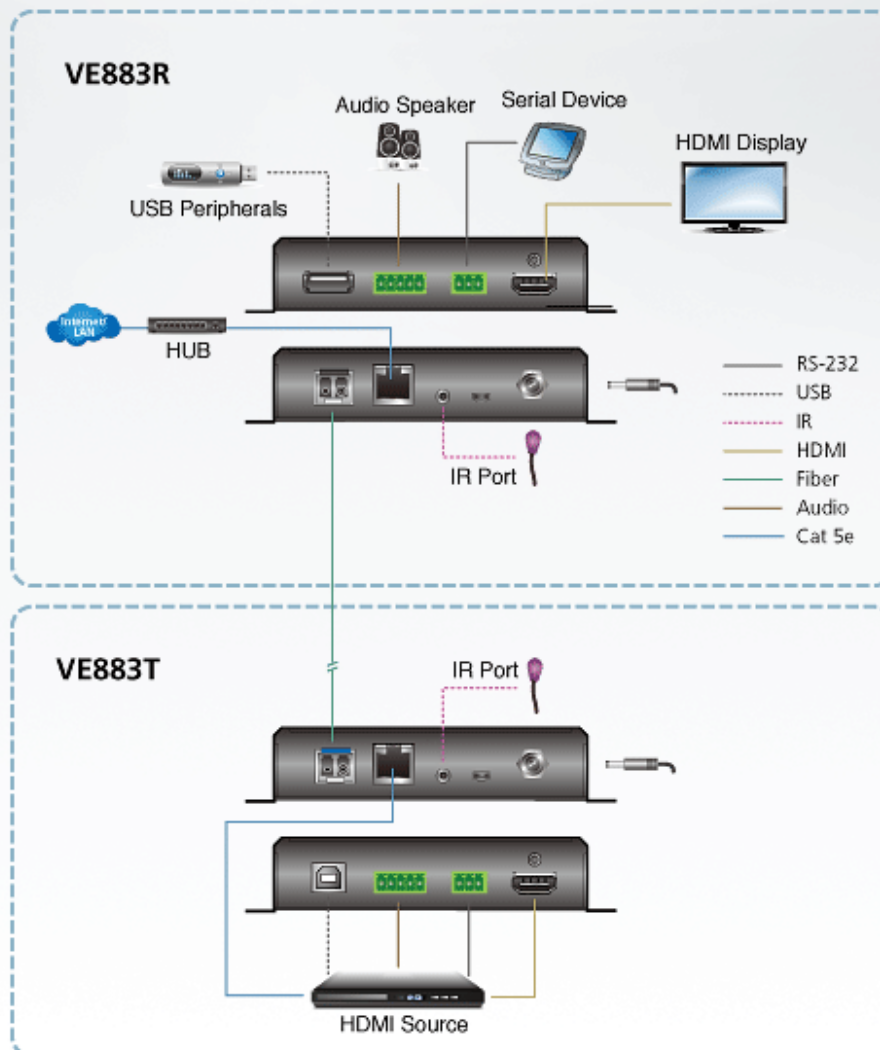 VE883R
Audio Speaker
Serial Device
HDMI Display
USB Peripherals
Internet/
LAN
HUB
IR Port
RS-232
USB
IR
HDMI
Fiber
Audio
Cat 5e
VE883T
IR Port
HDMI Source